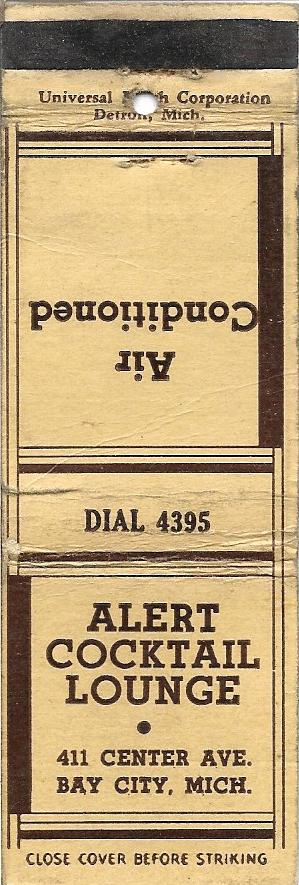 Universal Corporation
Detroit, Mich.
Air
Conditioned
DIAL 4395
ALERT
COCKTAIL
LOUNGE
•
411 CENTER AVE.
BAY CITY, MICH.
CLOSE COVER BEFORE STRIKING